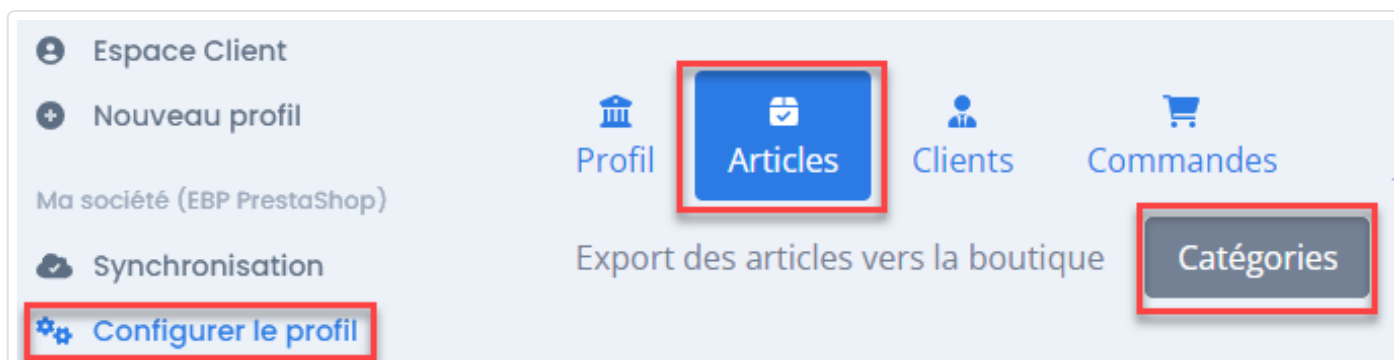 Espace Client
Nouveau profil
Ma société (EBP PrestaShop)
Synchronisation
Configurer le profil
Profil Articles Clients Commandes
Export des articles vers la boutique Catégories